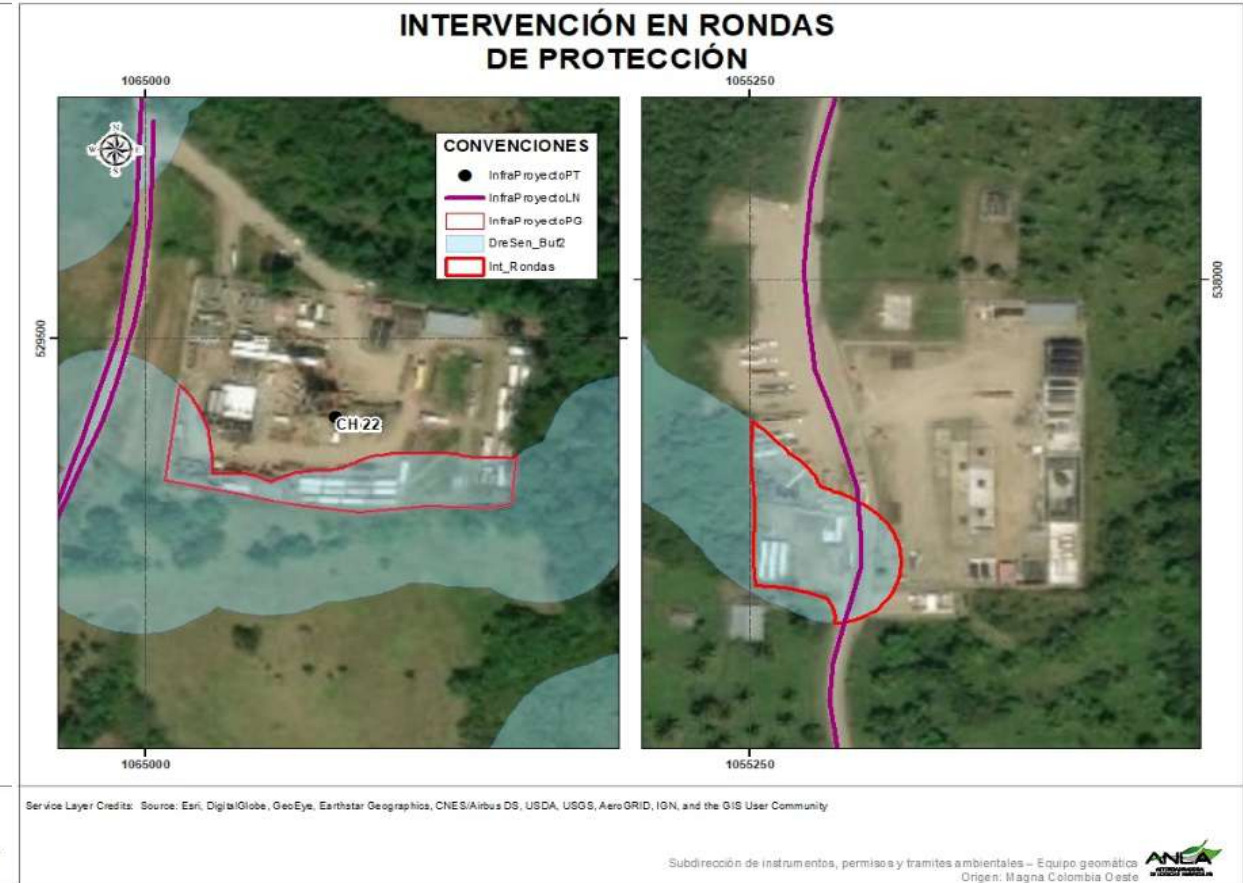 INTERVENCIÓN EN RONDAS
DE PROTECCIÓN
1065000
1055250
N
W
E
S
CONVENCIONES
InfraProyectoPT
InfraProyectoLN
InfraProyectoPG
DreSen_Buf2
Int_Rondas
529500
538000
CH 22
1065000
1055250
Service Layer Credits: Source: Esri, DigitalGlobe, GeoEye, Earthstar Geographics, CNES/Airbus DS, USDA, USGS, AeroGRID, IGN, and the GIS User Community
Subdirección de instrumentos, permisos y tramites ambientales – Equipo geomática
Origen: Magna Colombia Oeste
ANLA